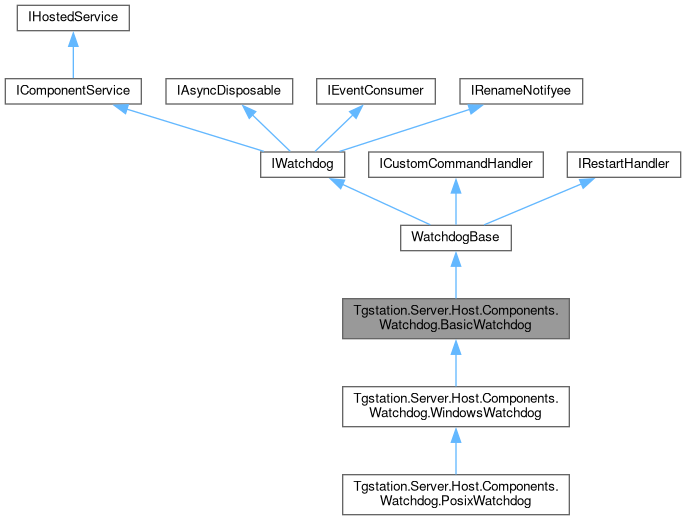 IHostedService
IComponentService
IAsyncDisposable
IEventConsumer
IRenameNotifyee
IWatchdog
ICustomCommandHandler
IRestartHandler
WatchdogBase
Tgstation.Server.Host.Components.
Watchdog.BasicWatchdog
Tgstation.Server.Host.Components.
Watchdog.WindowsWatchdog
Tgstation.Server.Host.Components.
Watchdog.PosixWatchdog